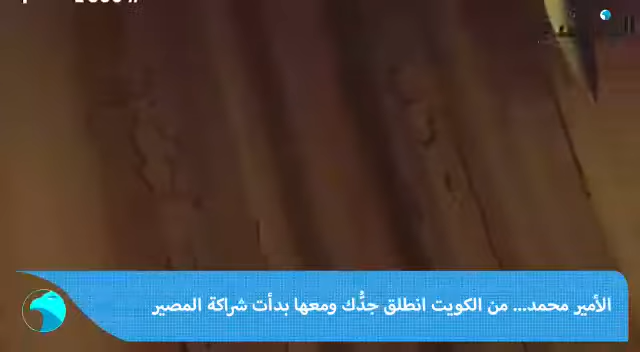 الأمير محمد... من الكويت انطلق جدُّك ومعها بدأت شراكة المصير